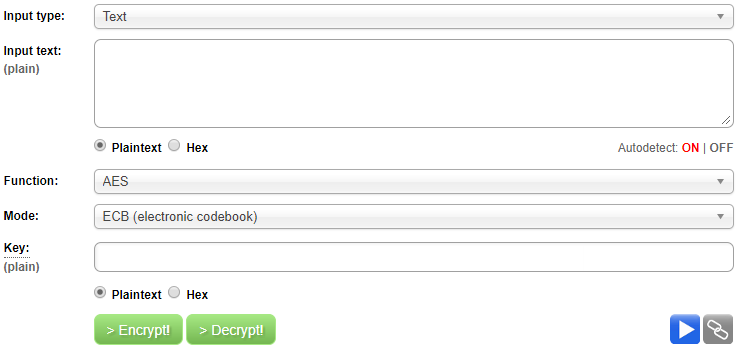 Input type: Text
Input text:
(plain)
Plaintext Hex Autodetect: ON | OFF
Function: AES
Mode: ECB (electronic codebook)
Key:
(plain)
Plaintext Hex
> Encrypt! > Decrypt!